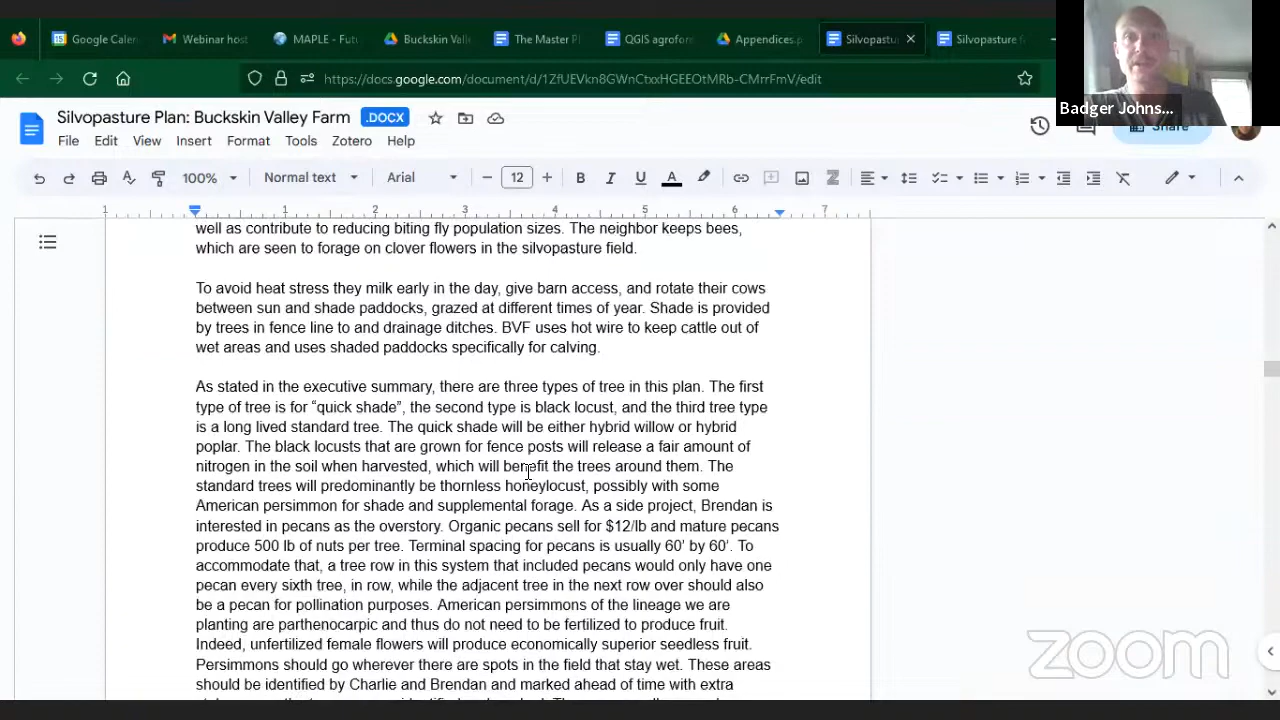 Google Calen
Webinar host
MAPLE - Fut
Buckskin Vall
The Master Pl
QGIS agrofor
Appendices.p
Silvopastur
Silvopasture f
https://docs.google.com/document/d/1ZfUEVkn8GWnCtxxHGEEOtMRb-CMrrFmV/edit
Badger Johns...
Silvopasture Plan: Buckskin Valley Farm .DOCX
Share
File Edit View Insert Format Tools Zotero Help
100% Normal text Arial 12
1 1 2 3 4 5 6 7
well as contribute to reducing biting fly population sizes. The neighbor keeps bees,
which are seen to forage on clover flowers in the silvopasture field.
To avoid heat stress they milk early in the day, give barn access, and rotate their cows
between sun and shade paddocks, grazed at different times of year. Shade is provided
by trees in fence line to and drainage ditches. BVF uses hot wire to keep cattle out of
wet areas and uses shaded paddocks specifically for calving.
As stated in the executive summary, there are three types of tree in this plan. The first
type of tree is for “quick shade”, the second type is black locust, and the third tree type
is a long lived standard tree. The quick shade will be either hybrid willow or hybrid
poplar. The black locusts that are grown for fence posts will release a fair amount of
nitrogen in the soil when harvested, which will benefit the trees around them. The
standard trees will predominantly be thornless honeylocust, possibly with some
American persimmon for shade and supplemental forage. As a side project, Brendan is
interested in pecans as the overstory. Organic pecans sell for $12/lb and mature pecans
produce 500 lb of nuts per tree. Terminal spacing for pecans is usually 60’ by 60’. To
accommodate that, a tree row in this system that included pecans would only have one
pecan every sixth tree, in row, while the adjacent tree in the next row over should also
be a pecan for pollination purposes. American persimmons of the lineage we are
planting are parthenocarpic and thus do not need to be fertilized to produce fruit.
Indeed, unfertilized female flowers will produce economically superior seedless fruit.
Persimmons should go wherever there are spots in the field that stay wet. These areas
should be identified by Charlie and Brendan and marked ahead of time with extra
zoom